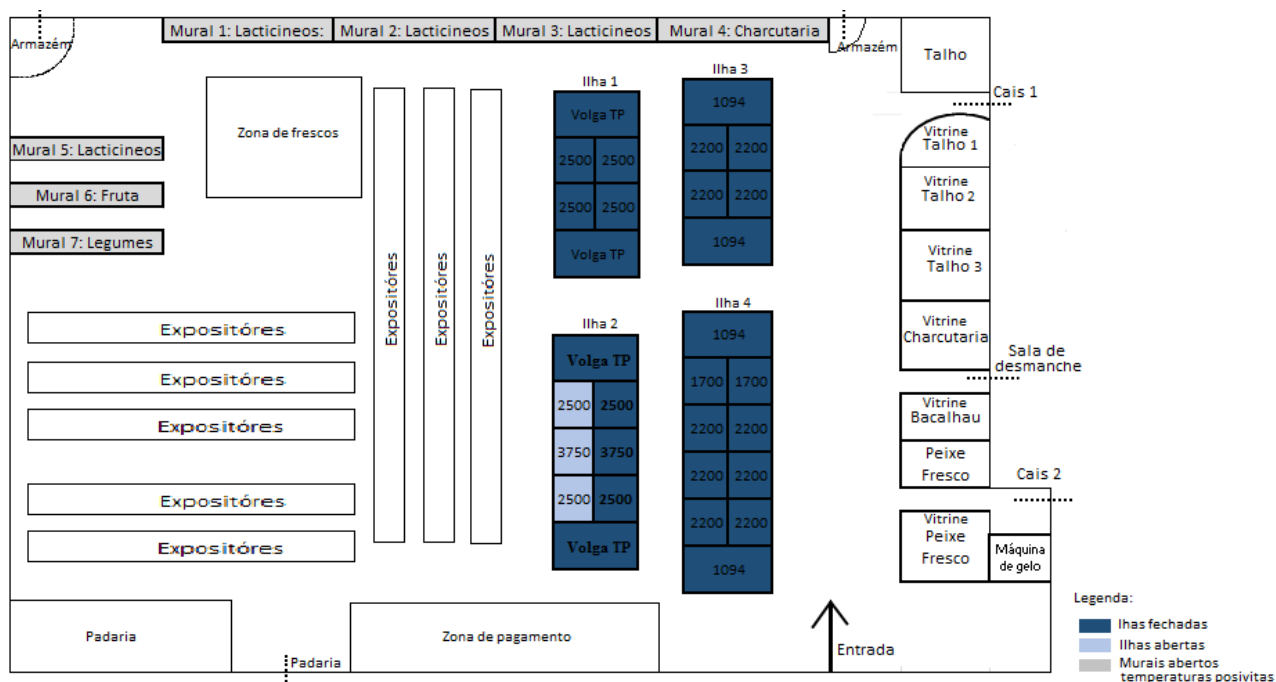 Armazém
Mural 1: Lacticineos:
Mural 2: Lacticineos
Mural 3: Lacticineos
Mural 4: Charcutaria
Armazém
Talho
Cais 1
Zona de frescos
Mural 5: Lacticineos
Mural 6: Fruta
Mural 7: Legumes
Expositóres
Expositóres
Expositóres
Expositóres
Expositóres
Expositóres
Expositóres
Expositóres
Ilha 1
Volga TP
2500 2500
2500 2500
Volga TP
Ilha 3
1094
2200 2200
2200 2200
1094
Ilha 2
Volga TP
2500 2500
3750 3750
2500 2500
Volga TP
Ilha 4
1094
1700 1700
2200 2200
2200 2200
2200 2200
1094
Vitrine
Talho 1
Vitrine
Talho 2
Vitrine
Talho 3
Vitrine
Charcutaria
Sala de
desmanche
Vitrine
Bacalhau
Peixe
Fresco
Cais 2
Vitrine
Peixe
Fresco
Máquina
de gelo
Padaria
Padaria
Zona de pagamento
Entrada
Legenda:
lhas fechadas
Ilhas abertas
Murais abertos
temperaturas posivitas